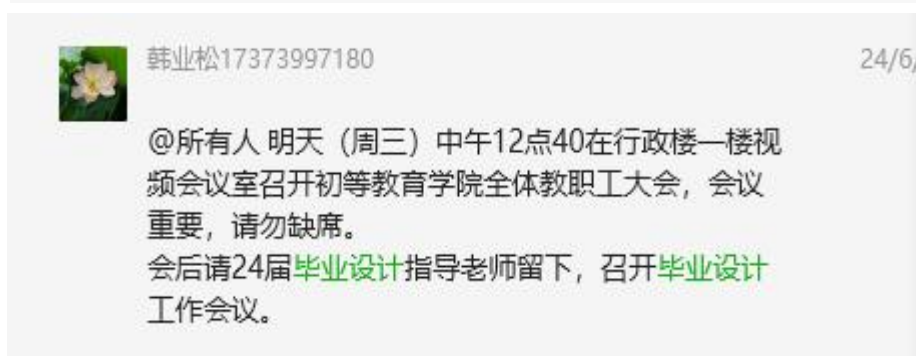 韩业松17373997180
24/6/
@所有人 明天（周三）中午12点40在行政楼一楼视
频会议室召开初等教育学院全体教职工大会，会议
重要，请勿缺席。
会后请24届毕业设计指导老师留下，召开毕业设计
工作会议。